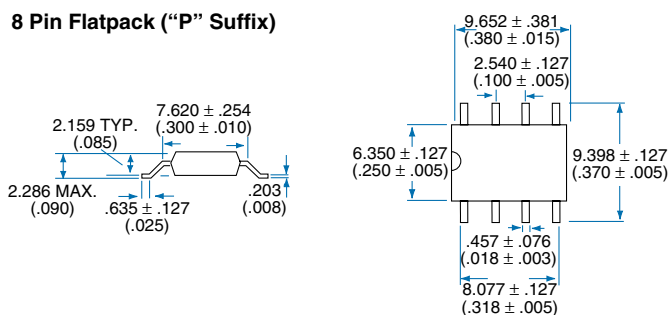 8 Pin Flatpack (“P” Suffix)
7.620 ± .254
(.300 ± .010)
2.159 TYP.
(.085)
2.286 MAX.
(.090)
.635 ± .127
(.025)
.203
(.008)
9.652 ± .381
(.380 ± .015)
2.540 ± .127
(.100 ± .005)
6.350 ± .127
(.250 ± .005)
9.398 ± .127
(.370 ± .005)
.457 ± .076
(.018 ± .003)
8.077 ± .127
(.318 ± .005)